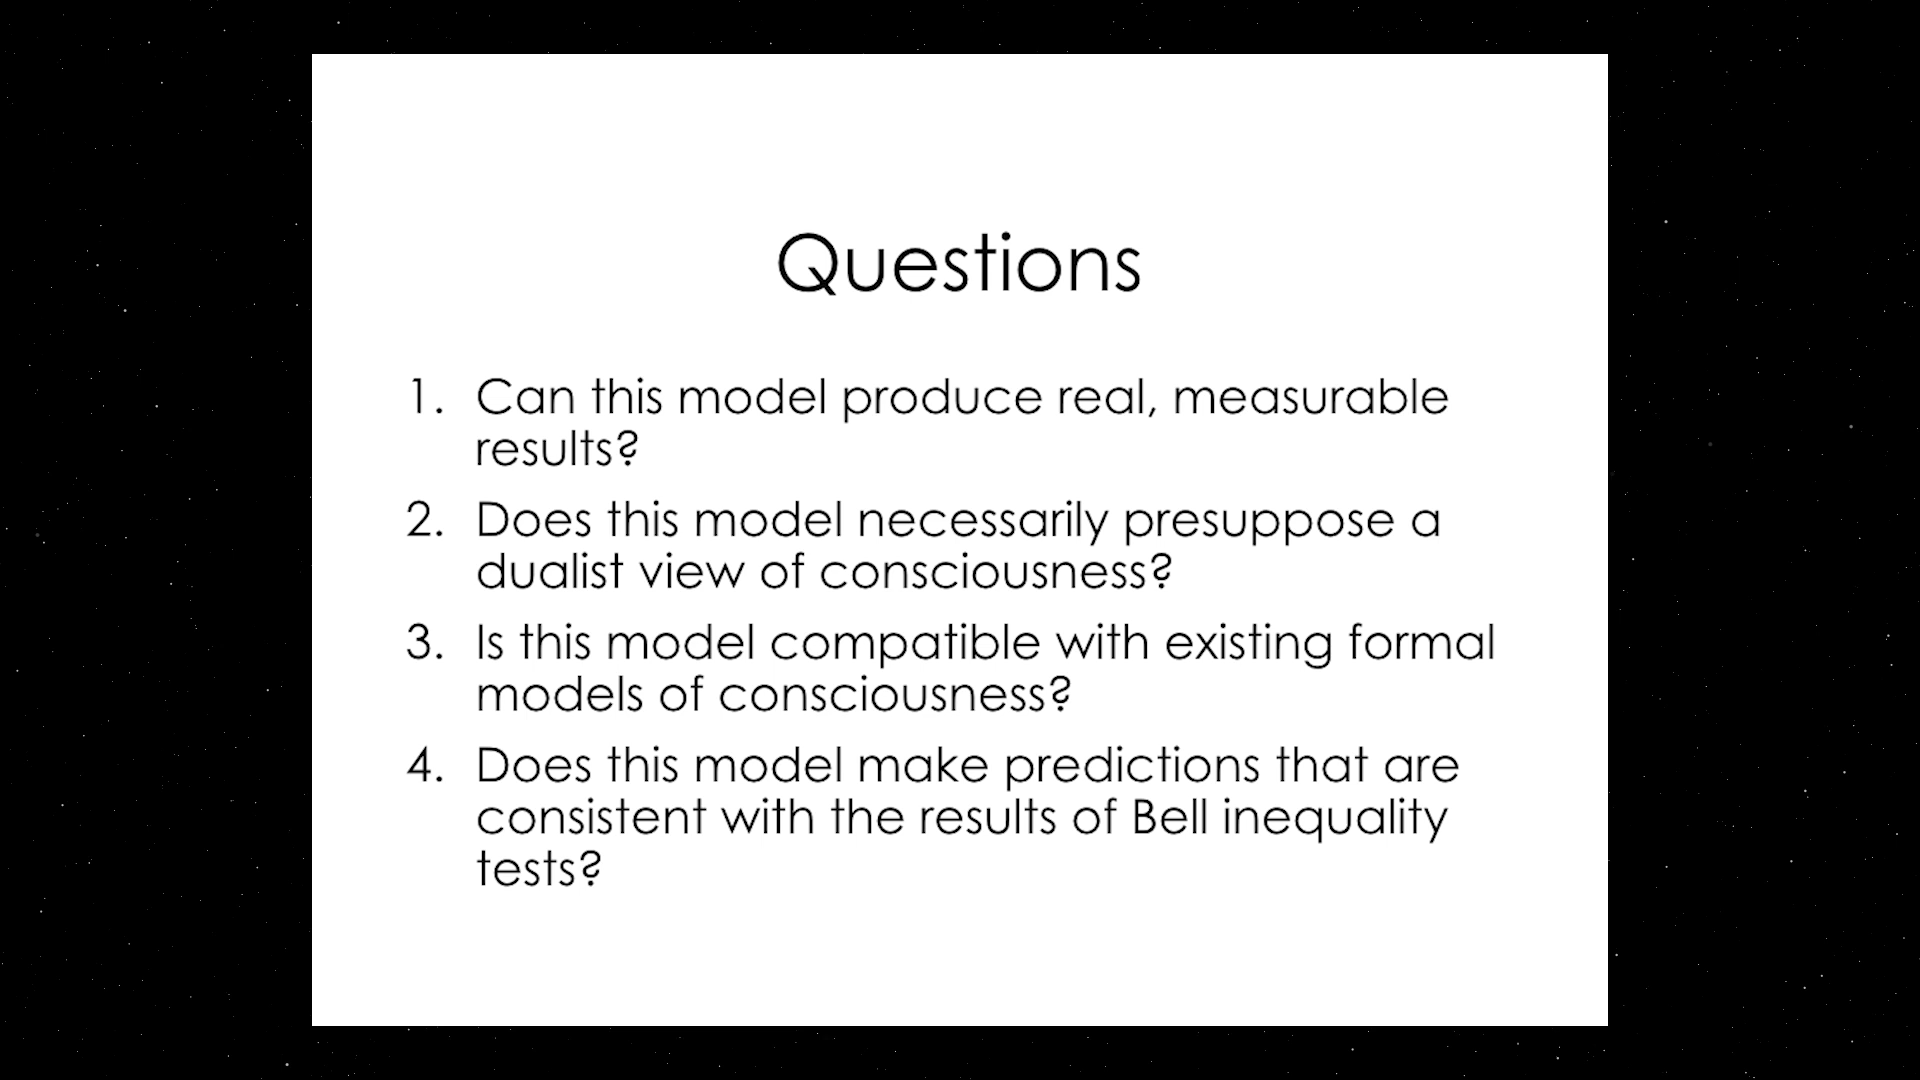 Questions
1. Can this model produce real, measurable
results?
2. Does this model necessarily presuppose a
dualist view of consciousness?
3. Is this model compatible with existing formal
models of consciousness?
4. Does this model make predictions that are
consistent with the results of Bell inequality
tests?